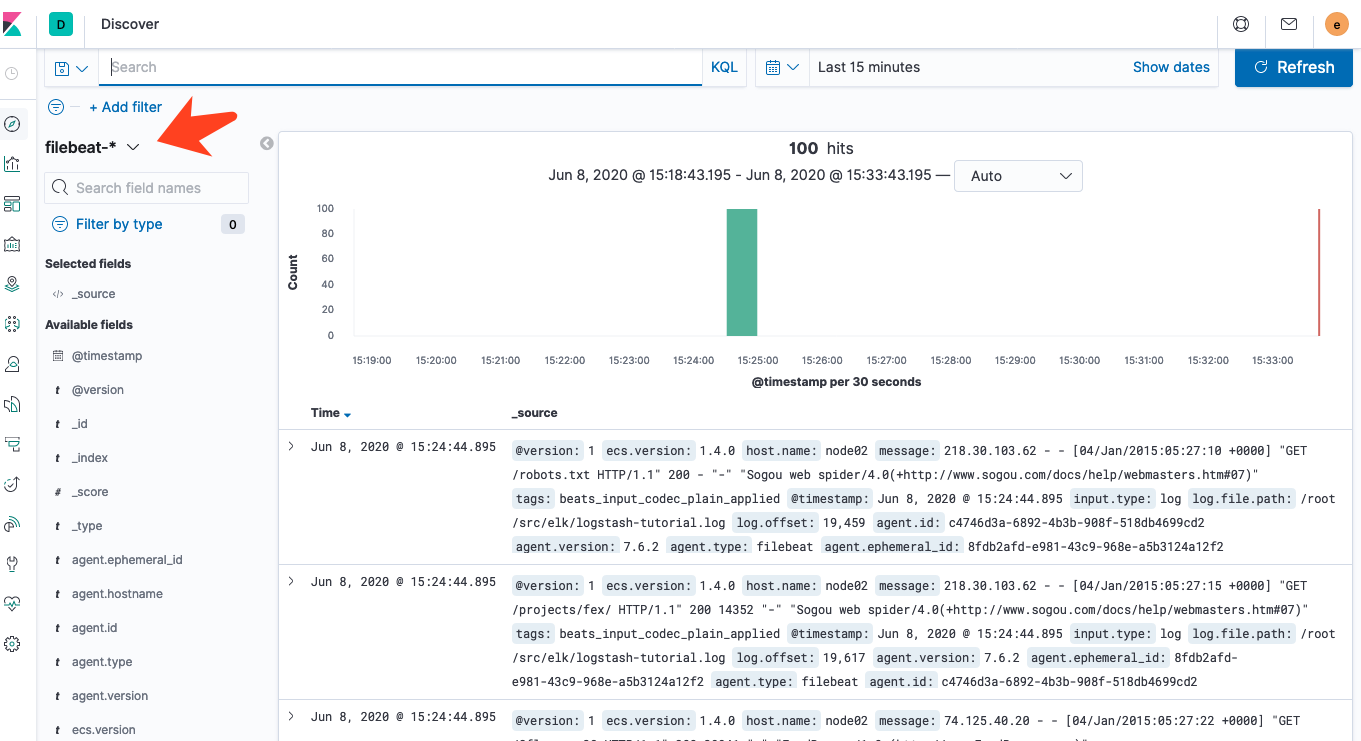 D Discover e
Search KQL Last 15 minutes Show dates Refresh
+ Add filter
filebeat-*
Search field names
Filter by type 0
Selected fields
</> _source
Available fields
@timestamp
t @version
t _id
t _index
# _score
t _type
t agent.ephemeral_id
t agent.hostname
t agent.id
t agent.type
t agent.version
t ecs.version
100 hits
Jun 8, 2020 @ 15:18:43.195 - Jun 8, 2020 @ 15:33:43.195 — Auto
Count
100
80
60
40
20
0
15:19:00 15:20:00 15:21:00 15:22:00 15:23:00 15:24:00 15:25:00 15:26:00 15:27:00 15:28:00 15:29:00 15:30:00 15:31:00 15:32:00 15:33:00
@timestamp per 30 seconds
Time _source
Jun 8, 2020 @ 15:24:44.895 @version: 1 ecs.version: 1.4.0 host.name: node02 message: 218.30.103.62 - - [04/Jan/2015:05:27:10 +0000] "GET
/robots.txt HTTP/1.1" 200 - "-" "Sogou web spider/4.0(+http://www.sogou.com/docs/help/webmasters.htm#07)"
tags: beats_input_codec_plain_applied @timestamp: Jun 8, 2020 @ 15:24:44.895 input.type: log log.file.path: /root
/src/elk/logstash-tutorial.log log.offset: 19,459 agent.id: c4746d3a-6892-4b3b-908f-518db4699cd2
agent.version: 7.6.2 agent.type: filebeat agent.ephemeral_id: 8fdb2afd-e981-43c9-968e-a5b3124a12f2
Jun 8, 2020 @ 15:24:44.895 @version: 1 ecs.version: 1.4.0 host.name: node02 message: 218.30.103.62 - - [04/Jan/2015:05:27:15 +0000] "GET
/projects/fex/ HTTP/1.1" 200 14352 "-" "Sogou web spider/4.0(+http://www.sogou.com/docs/help/webmasters.htm#07)"
tags: beats_input_codec_plain_applied @timestamp: Jun 8, 2020 @ 15:24:44.895 input.type: log log.file.path: /root
/src/elk/logstash-tutorial.log log.offset: 19,617 agent.version: 7.6.2 agent.ephemeral_id: 8fdb2afd-
e981-43c9-968e-a5b3124a12f2 agent.type: filebeat agent.id: c4746d3a-6892-4b3b-908f-518db4699cd2
Jun 8, 2020 @ 15:24:44.895 @version: 1 ecs.version: 1.4.0 host.name: node02 message: 74.125.40.20 - - [04/Jan/2015:05:27:22 +0000] "GET